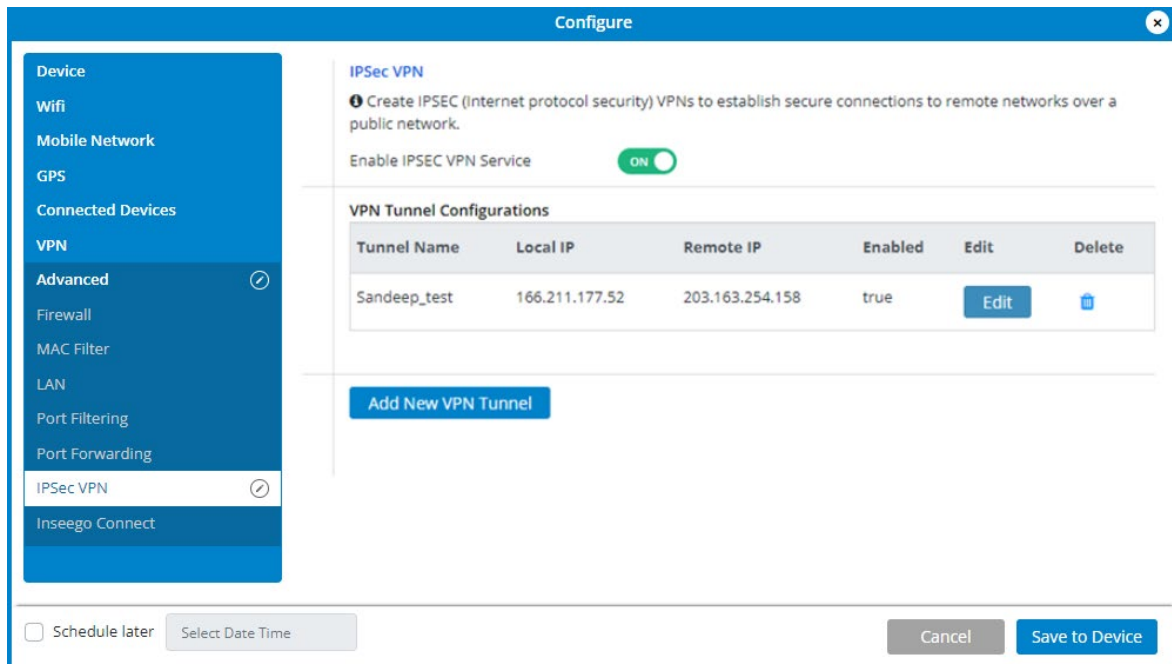 Configure
Device
Wifi
Mobile Network
GPS
Connected Devices
VPN
Advanced
Firewall
MAC Filter
LAN
Port Filtering
Port Forwarding
IPSec VPN
Inseego Connect
IPSec VPN
Create IPSEC (Internet protocol security) VPNs to establish secure connections to remote networks over a
public network.
Enable IPSEC VPN Service ON
VPN Tunnel Configurations
Tunnel Name Local IP Remote IP Enabled Edit Delete
Sandeep_test 166.211.177.52 203.163.254.158 true Edit
Add New VPN Tunnel
Schedule later Select Date Time Cancel Save to Device